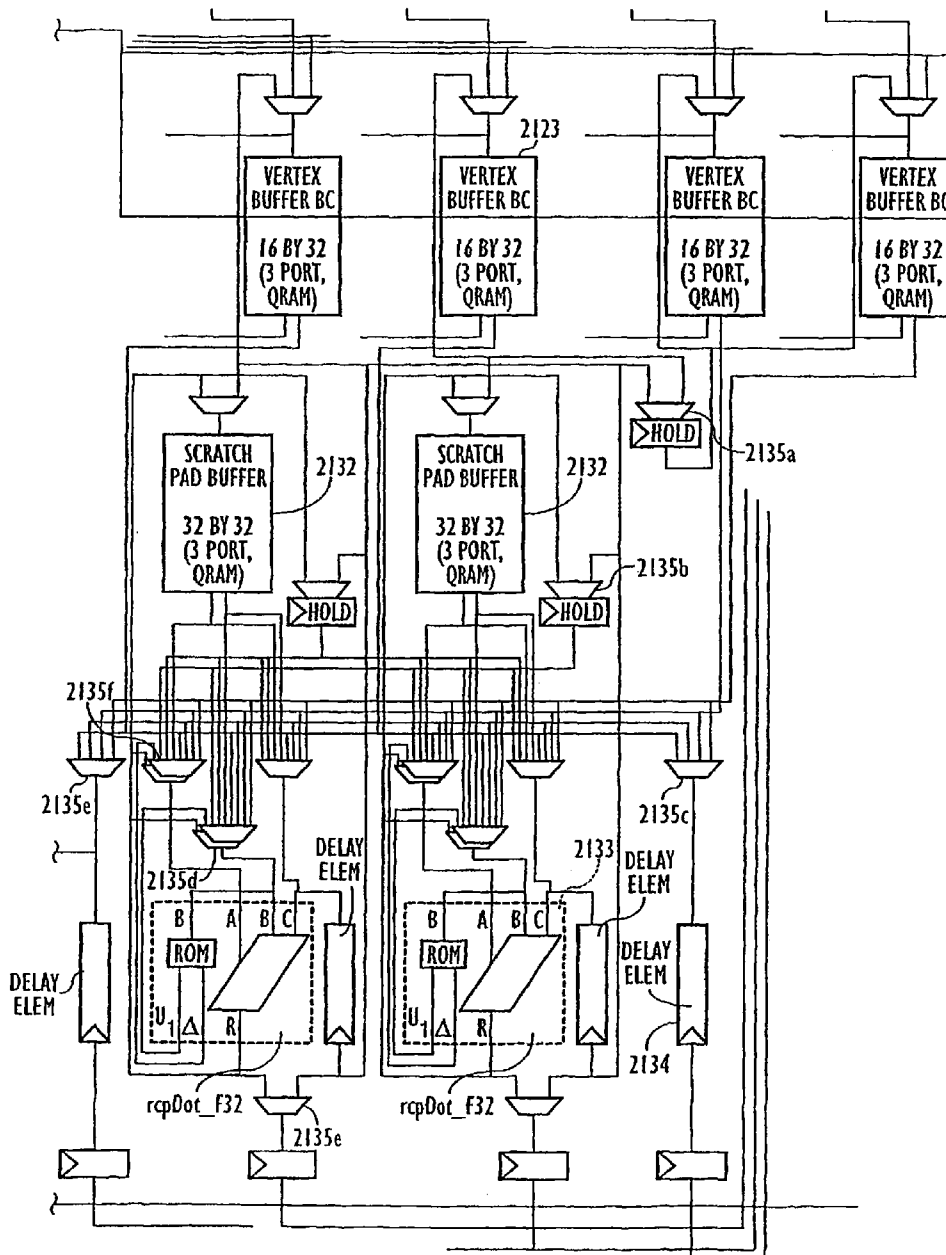 2123
VERTEX
BUFFER BC
16 BY 32
(3 PORT,
QRAM)
VERTEX
BUFFER BC
16 BY 32
(3 PORT,
QRAM)
VERTEX
BUFFER BC
16 BY 32
(3 PORT,
QRAM)
VERTEX
BUFFER BC
16 BY 32
(3 PORT,
QRAM)
HOLD
2135a
SCRATCH
PAD BUFFER
32 BY 32
(3 PORT,
QRAM)
2132
SCRATCH
PAD BUFFER
32 BY 32
(3 PORT,
QRAM)
2132
HOLD
HOLD
2135b
2135f
2135e
2135c
2135d
DELAY
ELEM
2133
DELAY
ELEM
B A B C
ROM
U1 Δ R
B A B C
ROM
U1 Δ R
DELAY
ELEM
DELAY
ELEM
2134
rcpDot_F32
2135e
rcpDot_F32